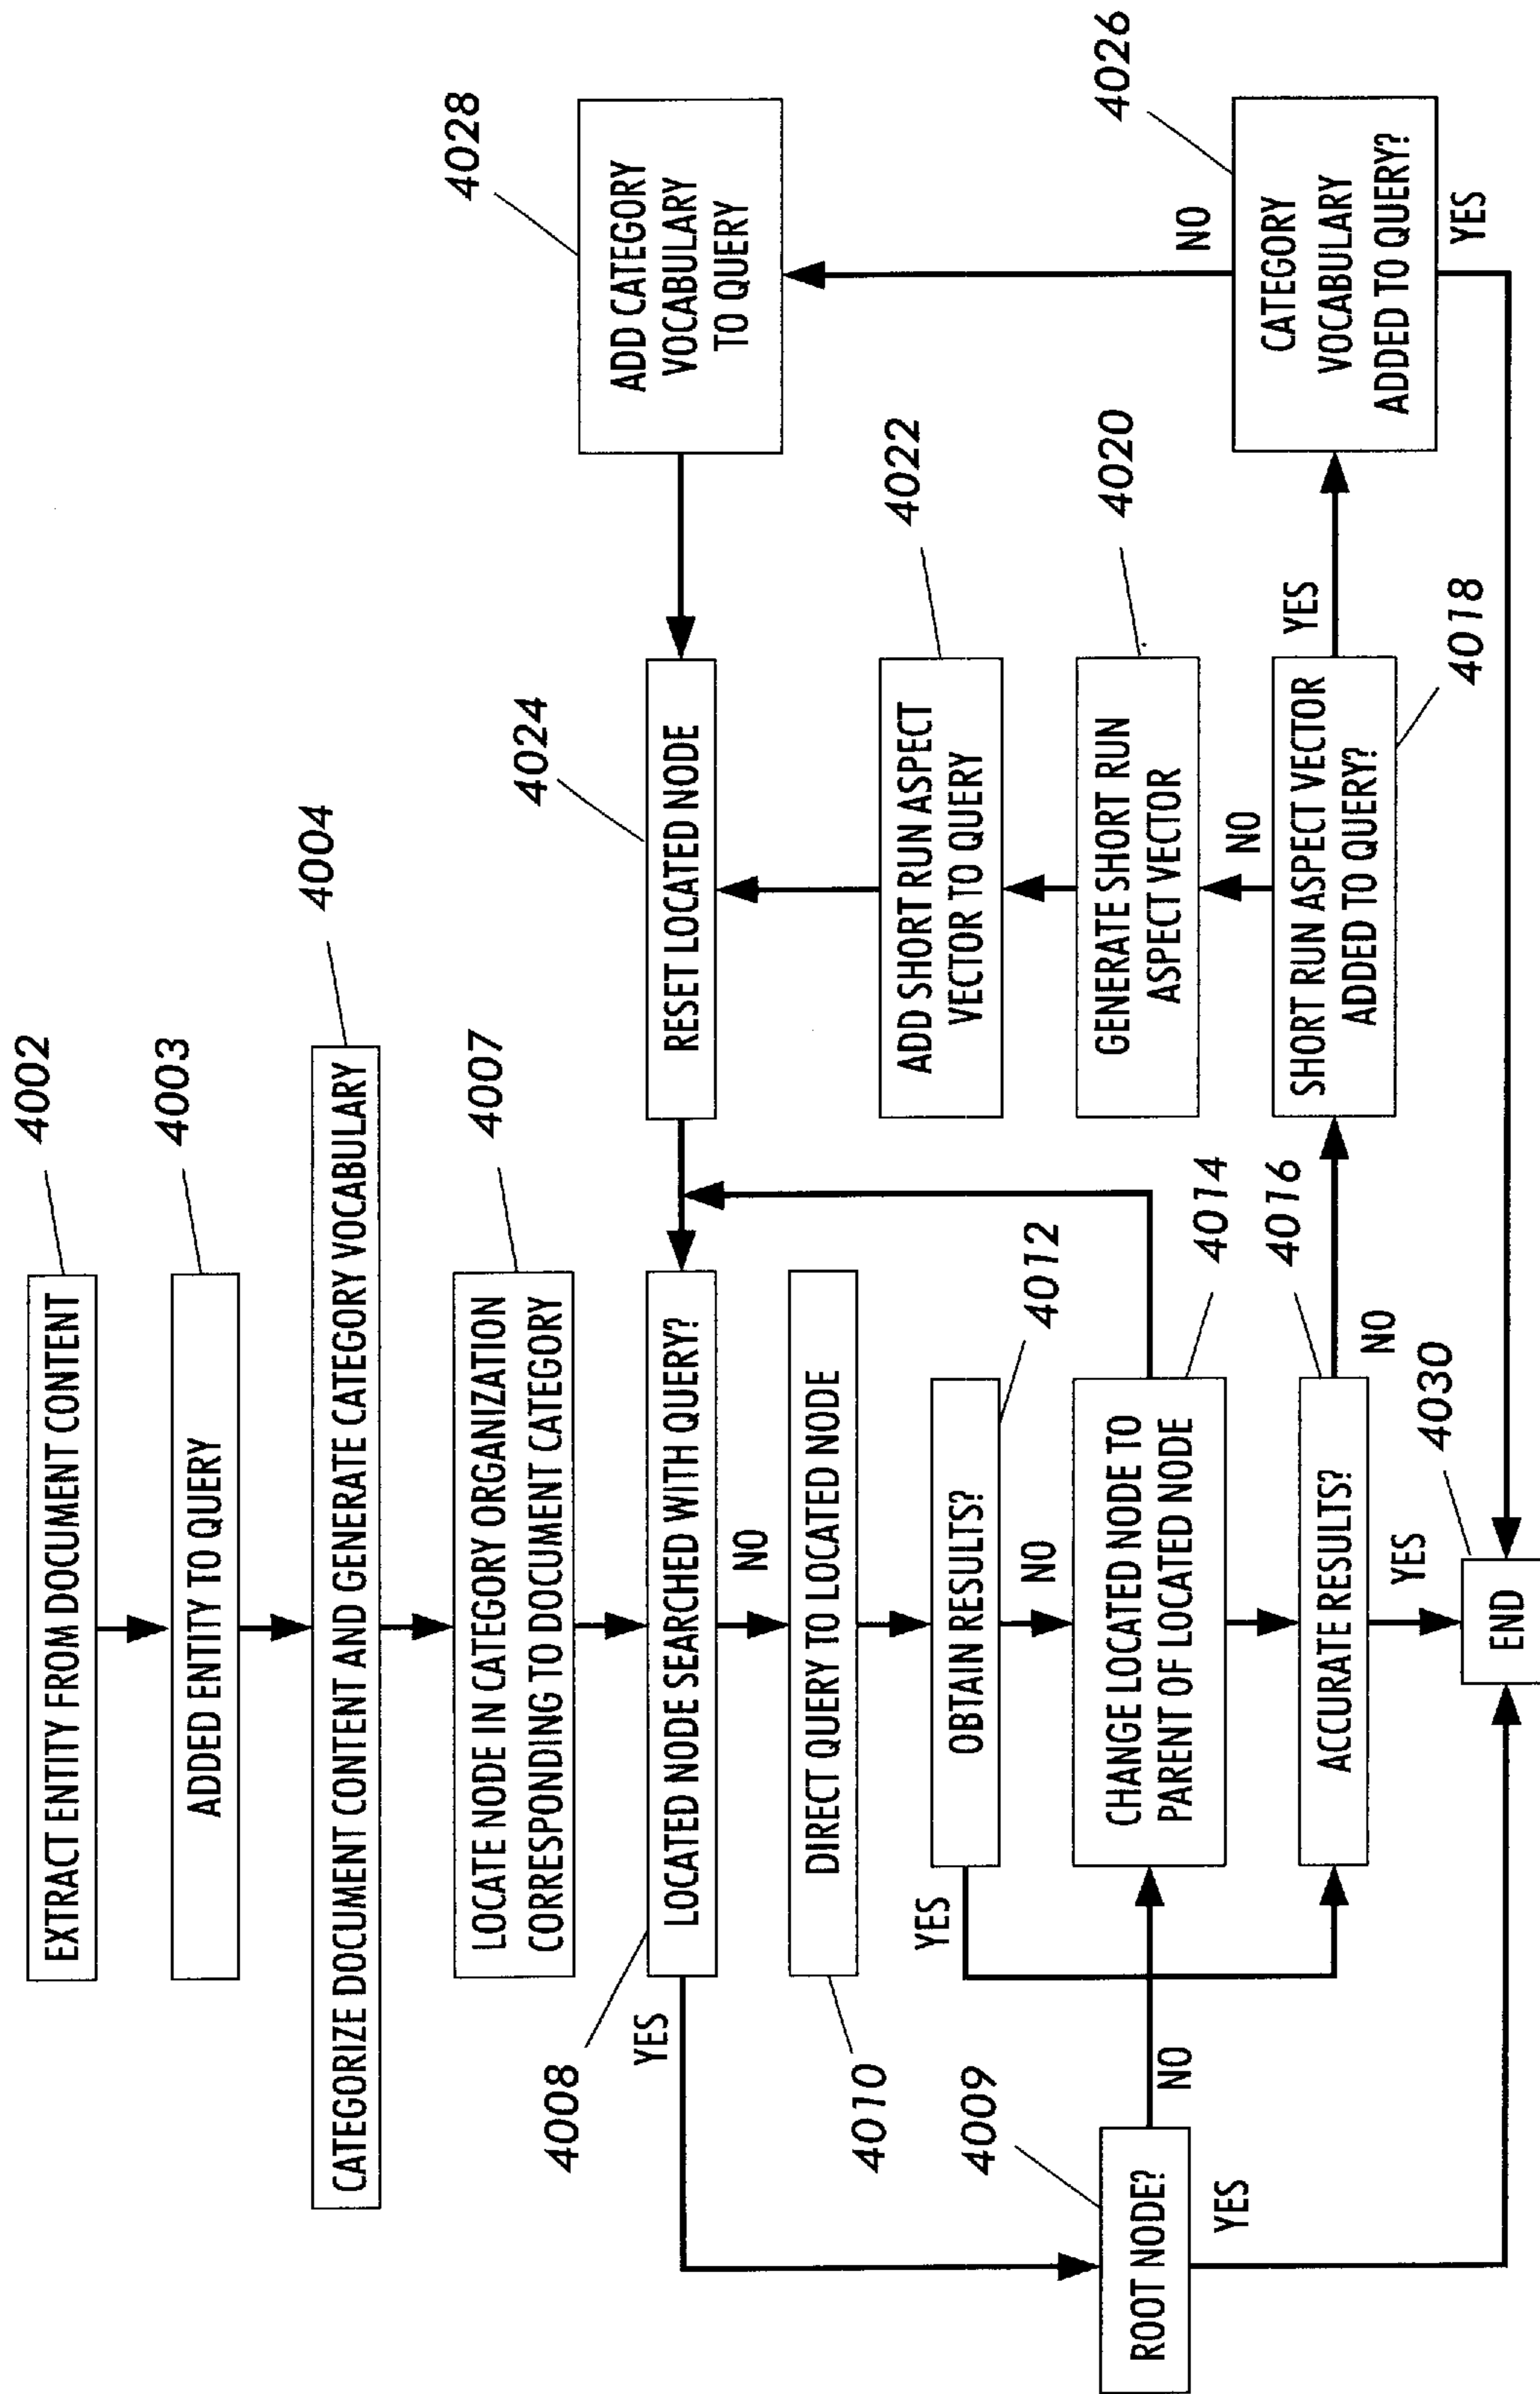 EXTRACT ENTITY FROM DOCUMENT CONTENT
4002
ADDED ENTITY TO QUERY
4003
CATEGORIZE DOCUMENT CONTENT AND GENERATE CATEGORY VOCABULARY
4004
LOCATE NODE IN CATEGORY ORGANIZATION
CORRESPONDING TO DOCUMENT CATEGORY
4007
LOCATED NODE SEARCHED WITH QUERY?
4008
YES
NO
DIRECT QUERY TO LOCATED NODE
4010
ROOT NODE?
4009
NO
YES
OBTAIN RESULTS?
4012
YES
NO
CHANGE LOCATED NODE TO
PARENT OF LOCATED NODE
4014
ACCURATE RESULTS?
4016
NO
YES
END
4030
SHORT RUN ASPECT VECTOR
ADDED TO QUERY?
4018
NO
YES
GENERATE SHORT RUN
ASPECT VECTOR
4020
ADD SHORT RUN ASPECT
VECTOR TO QUERY
4022
RESET LOCATED NODE
4024
CATEGORY
VOCABULARY
ADDED TO QUERY?
4026
NO
YES
ADD CATEGORY
VOCABULARY
TO QUERY
4028